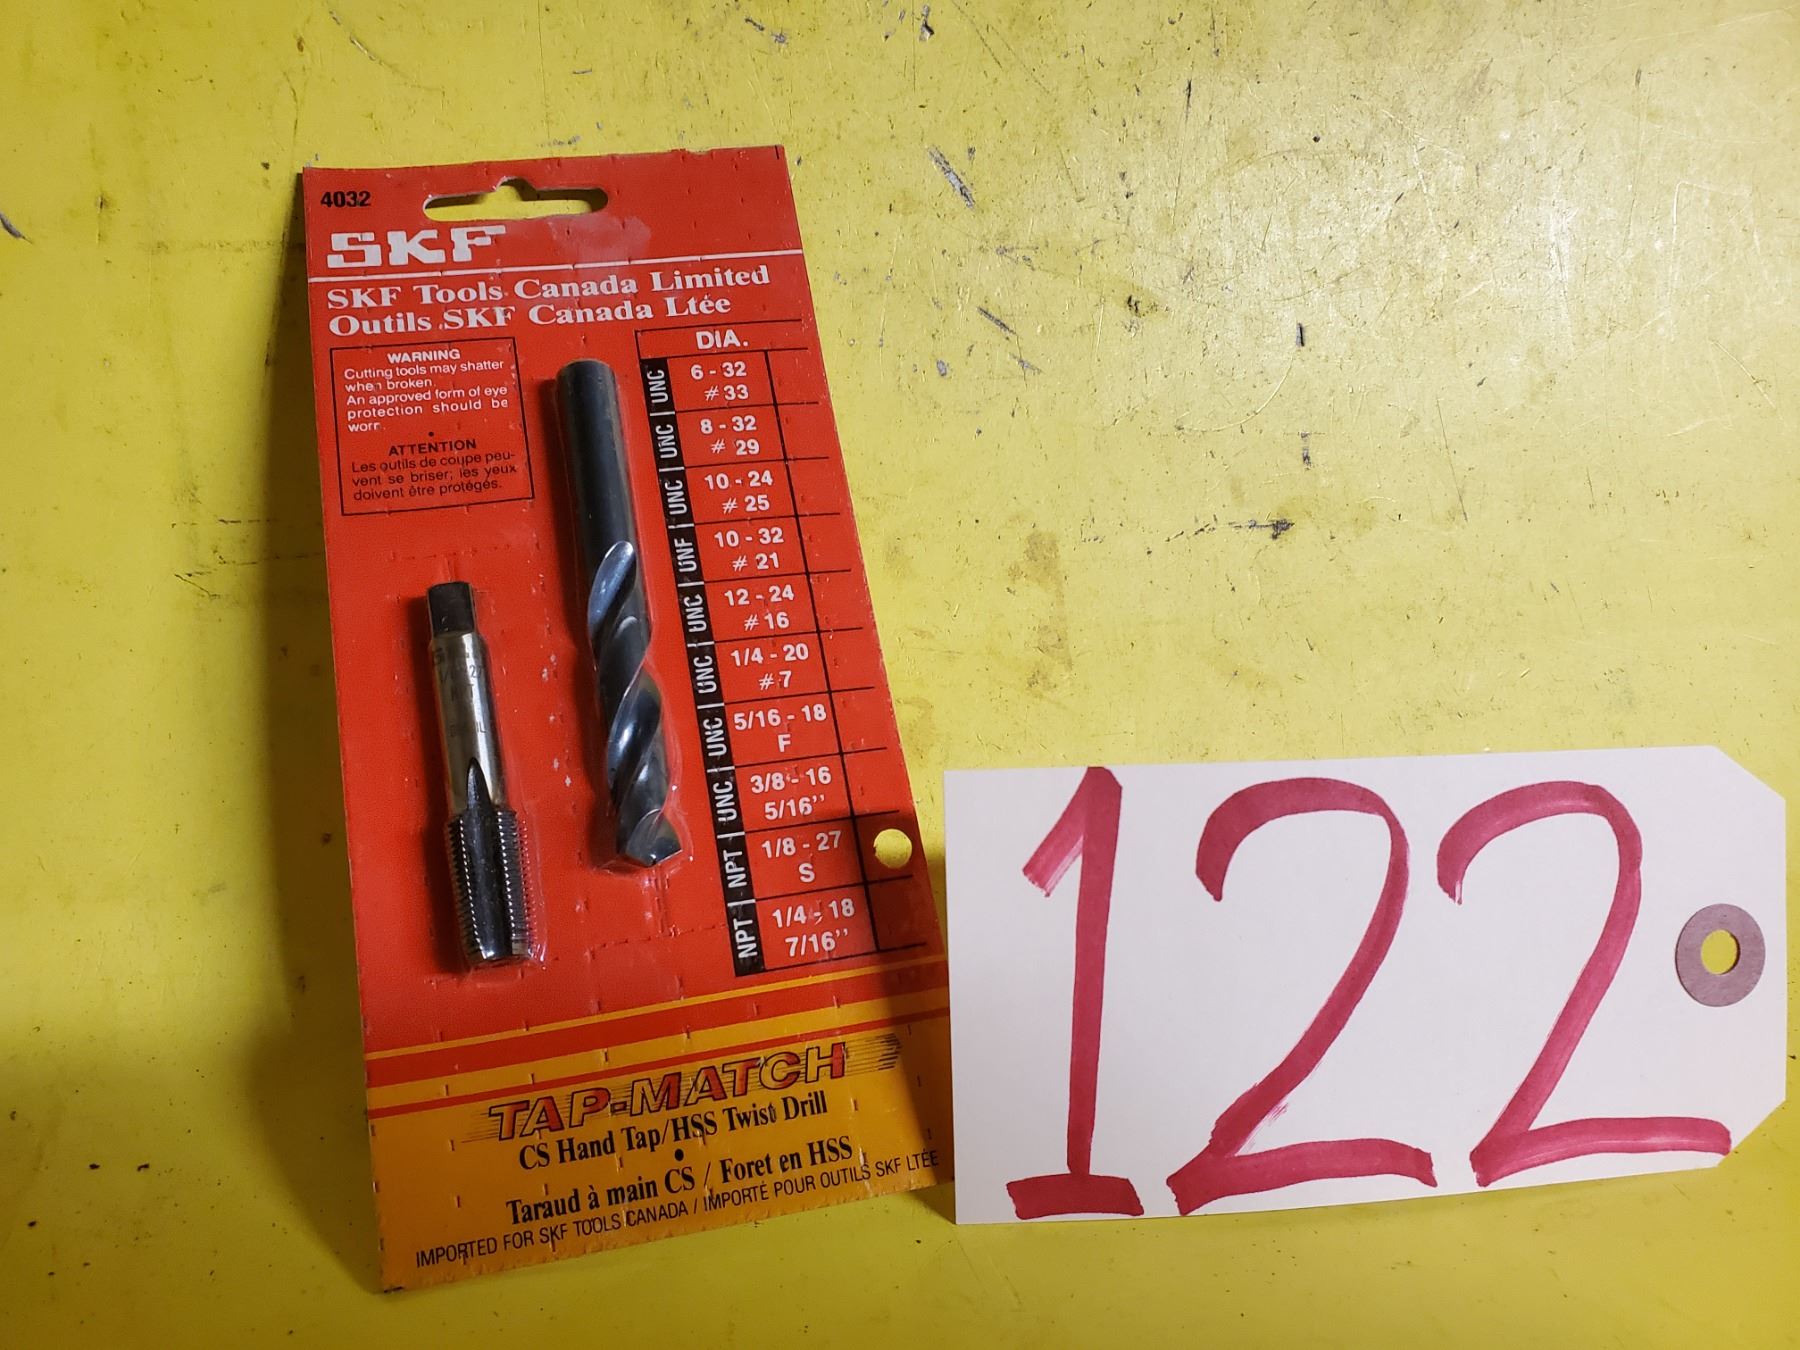 4032
SKF
SKF Tools Canada Limited
Outils SKF Canada Ltée
WARNING
Cutting tools may shatter
when broken.
An approved form of eye
protection should be
worn.
•
ATTENTION
Les outils de coupe peu-
vent se briser; les yeux
doivent être protégés.
DIA.
UNC 6 - 32
# 33
UNC 8 - 32
# 29
UNC 10 - 24
# 25
UNF 10 - 32
# 21
UNC 12 - 24
# 16
UNC 1/4 - 20
# 7
UNC 5/16 - 18
F
UNC 3/8 - 16
5/16"
NPT 1/8 - 27
S
NPT 1/4 - 18
7/16"
TAP-MATCH
CS Hand Tap/HSS Twist Drill
•
Taraud à main CS / Foret en HSS
IMPORTED FOR SKF TOOLS CANADA / IMPORTÉ POUR OUTILS SKF LTÉE
122